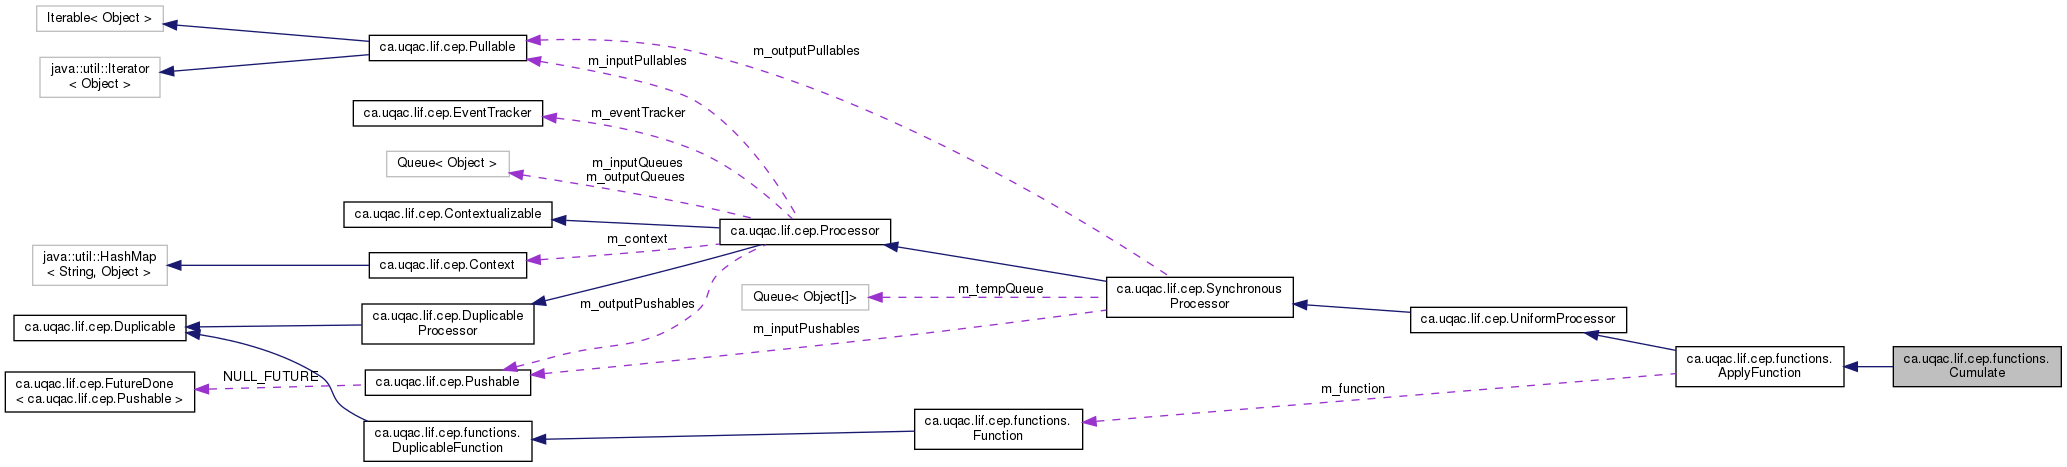 Iterable< Object >
java::util::Iterator
< Object >
ca.uqac.lif.cep.Pullable
m_outputPullables
m_inputPullables
ca.uqac.lif.cep.EventTracker
m_eventTracker
Queue< Object >
m_inputQueues
m_outputQueues
ca.uqac.lif.cep.Contextualizable
ca.uqac.lif.cep.Processor
m_context
java::util::HashMap
< String, Object >
ca.uqac.lif.cep.Context
m_outputPushables
Queue< Object[]>
m_tempQueue
ca.uqac.lif.cep.Synchronous
Processor
ca.uqac.lif.cep.Duplicable
ca.uqac.lif.cep.Duplicable
Processor
m_inputPushables
ca.uqac.lif.cep.UniformProcessor
ca.uqac.lif.cep.FutureDone
< ca.uqac.lif.cep.Pushable >
NULL_FUTURE
ca.uqac.lif.cep.Pushable
ca.uqac.lif.cep.functions.
ApplyFunction
ca.uqac.lif.cep.functions.
Cumulate
m_function
ca.uqac.lif.cep.functions.
DuplicableFunction
ca.uqac.lif.cep.functions.
Function